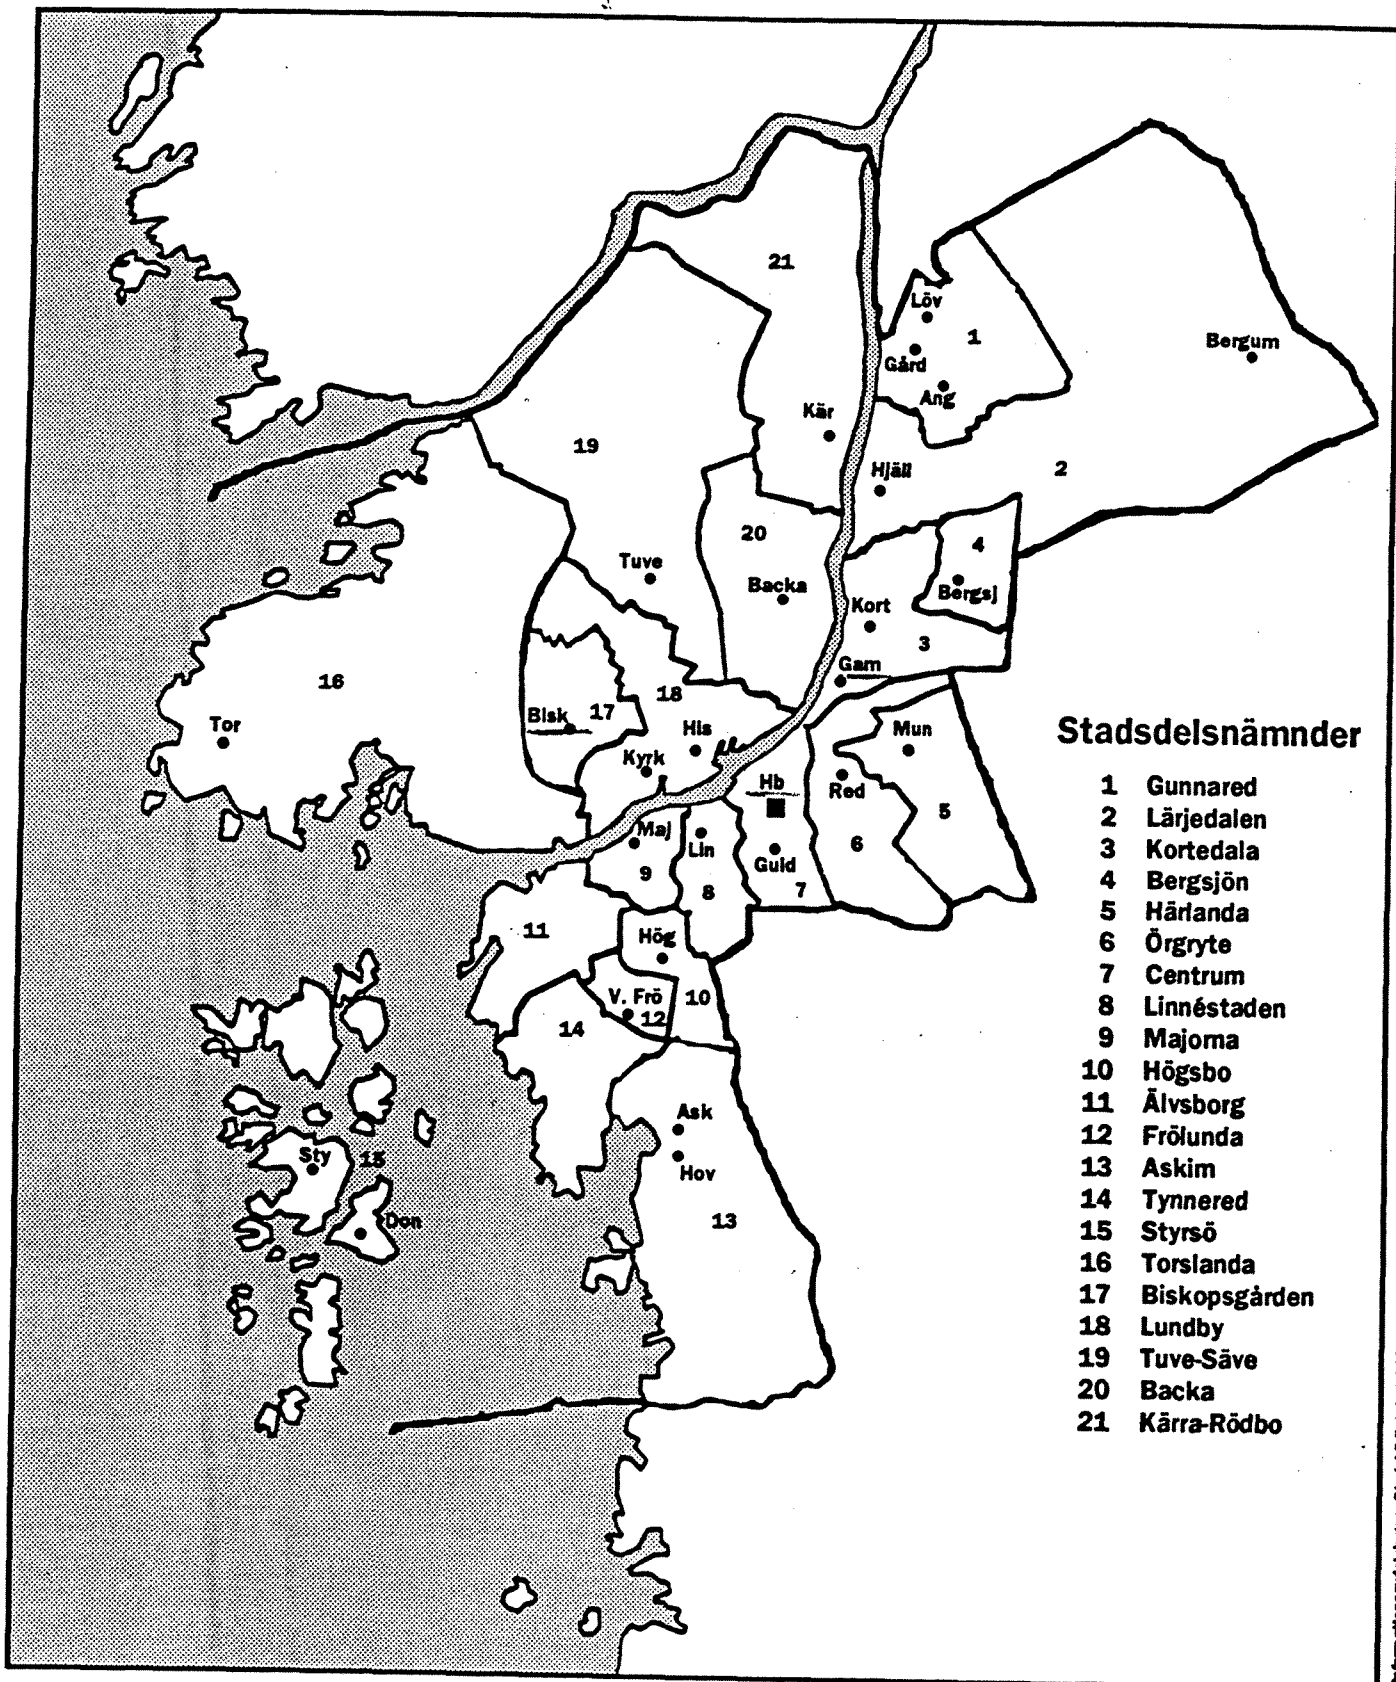 21
Löv
1
Gård
Ang
Bergum
Kär
19
Hjäll
2
20
4
Tuve
Backa
Bergsj
Kort
3
Gam
16
18
17
Bisk
Tor
His
Mun
Kyrk
Hb
Red
5
Maj
Lin
Guld
6
9
8
7
11
Hög
V. Frö
10
12
14
Ask
Sty
15
Hov
Don
13
Stadsdelsnämnder
1 Gunnared
2 Lärjedalen
3 Kortedala
4 Bergsjön
5 Härlanda
6 Örgryte
7 Centrum
8 Linnéstaden
9 Majorna
10 Högsbo
11 Älvsborg
12 Frölunda
13 Askim
14 Tynnered
15 Styrsö
16 Torslanda
17 Biskopsgården
18 Lundby
19 Tuve-Säve
20 Backa
21 Kärra-Rödbo